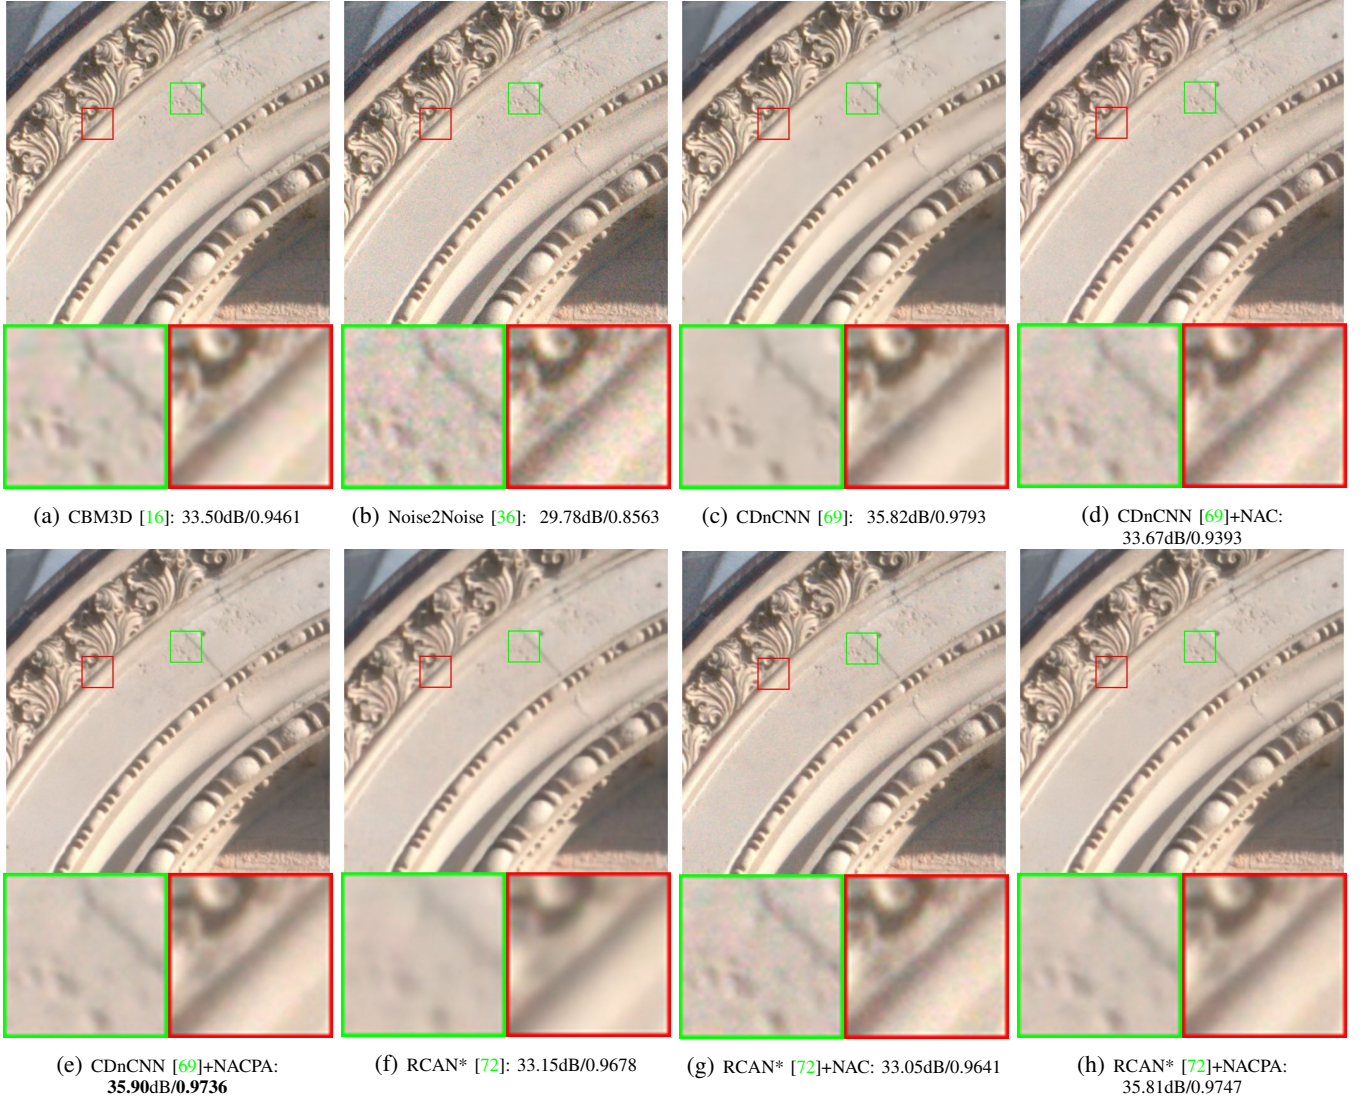 (a) CBM3D [16]: 33.50dB/0.9461
(b) Noise2Noise [36]: 29.78dB/0.8563
(c) CDnCNN [69]: 35.82dB/0.9793
(d) CDnCNN [69]+NAC:
33.67dB/0.9393
(e) CDnCNN [69]+NACPA:
35.90dB/0.9736
(f) RCAN* [72]: 33.15dB/0.9678
(g) RCAN* [72]+NAC: 33.05dB/0.9641
(h) RCAN* [72]+NACPA:
35.81dB/0.9747